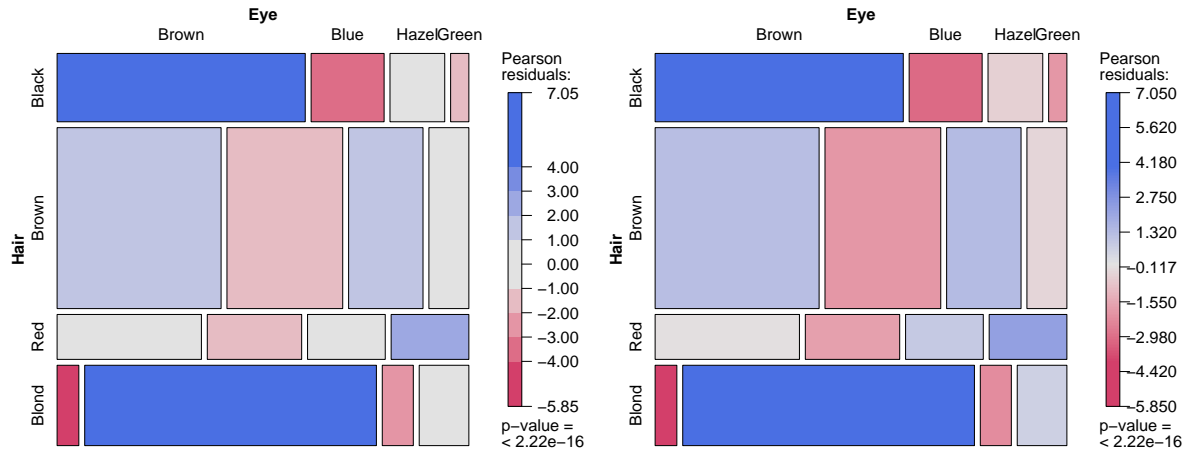 Eye
Brown Blue Hazel Green
Hair
Black
Brown
Red
Blond
Pearson
residuals:
7.05
4.00
3.00
2.00
1.00
0.00
−1.00
−2.00
−3.00
−4.00
−5.85
p−value =
< 2.22e−16
Eye
Brown Blue Hazel Green
Hair
Black
Brown
Red
Blond
Pearson
residuals:
7.050
5.620
4.180
2.750
1.320
−0.117
−1.550
−2.980
−4.420
−5.850
p−value =
< 2.22e−16